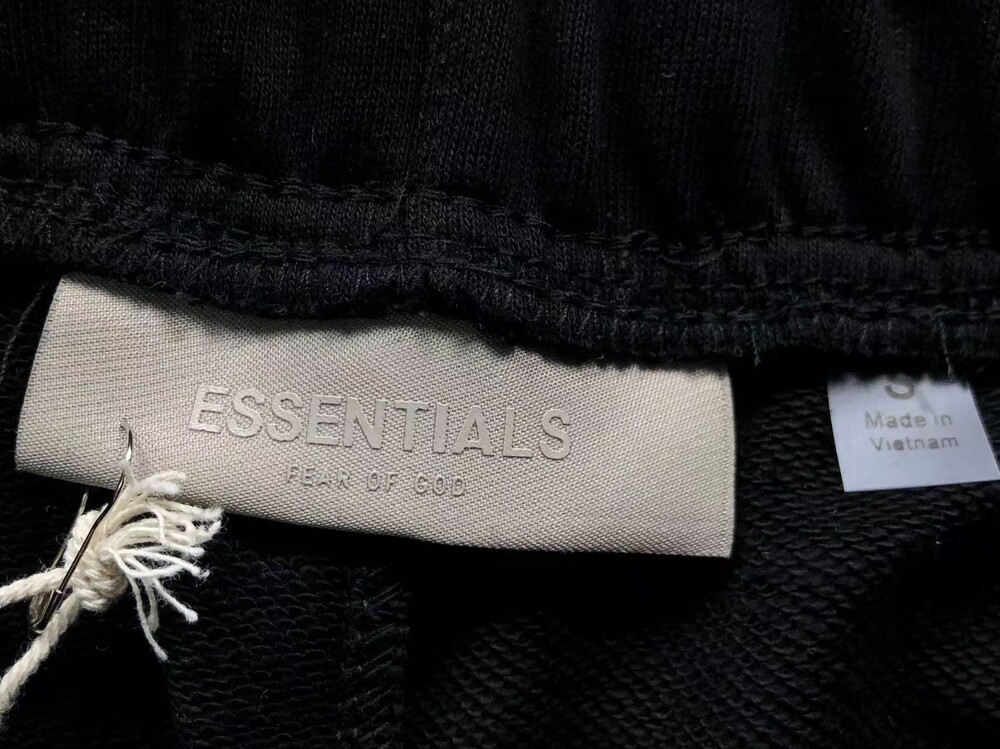 ESSENTIALS
FEAR OF GOD
S
Made in
Vietnam